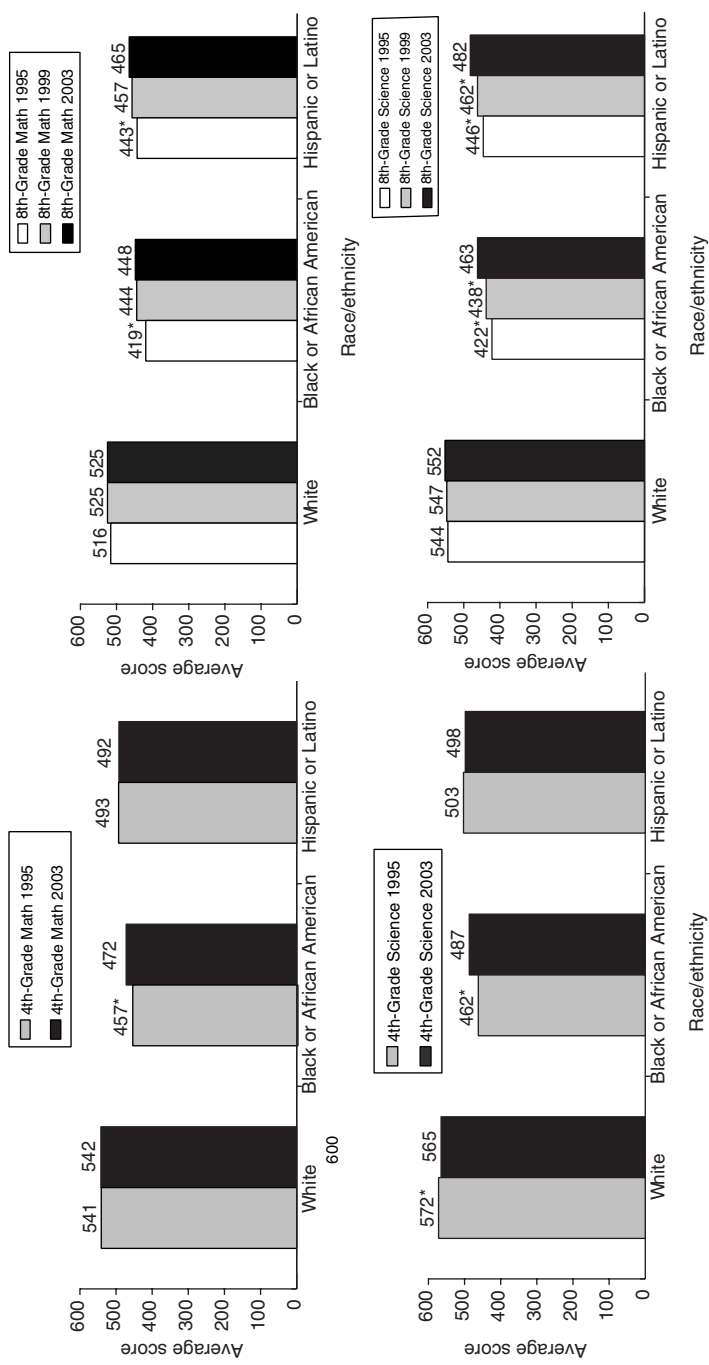 4th-Grade Math 1995
4th-Grade Math 2003
Average score
600
500
400
300
200
100
0
541
542
457*
472
493
492
White
Black or African American
Hispanic or Latino
600
8th-Grade Math 1995
8th-Grade Math 1999
8th-Grade Math 2003
Average score
600
500
400
300
200
100
0
516
525
525
419*
444
448
443*
457
465
White
Black or African American
Hispanic or Latino
Race/ethnicity
4th-Grade Science 1995
4th-Grade Science 2003
Average score
600
500
400
300
200
100
0
572*
565
462*
487
503
498
White
Black or African American
Hispanic or Latino
Race/ethnicity
8th-Grade Science 1995
8th-Grade Science 1999
8th-Grade Science 2003
Average score
600
500
400
300
200
100
0
544
547
552
422*
438*
463
446*
462*
482
White
Black or African American
Hispanic or Latino
Race/ethnicity